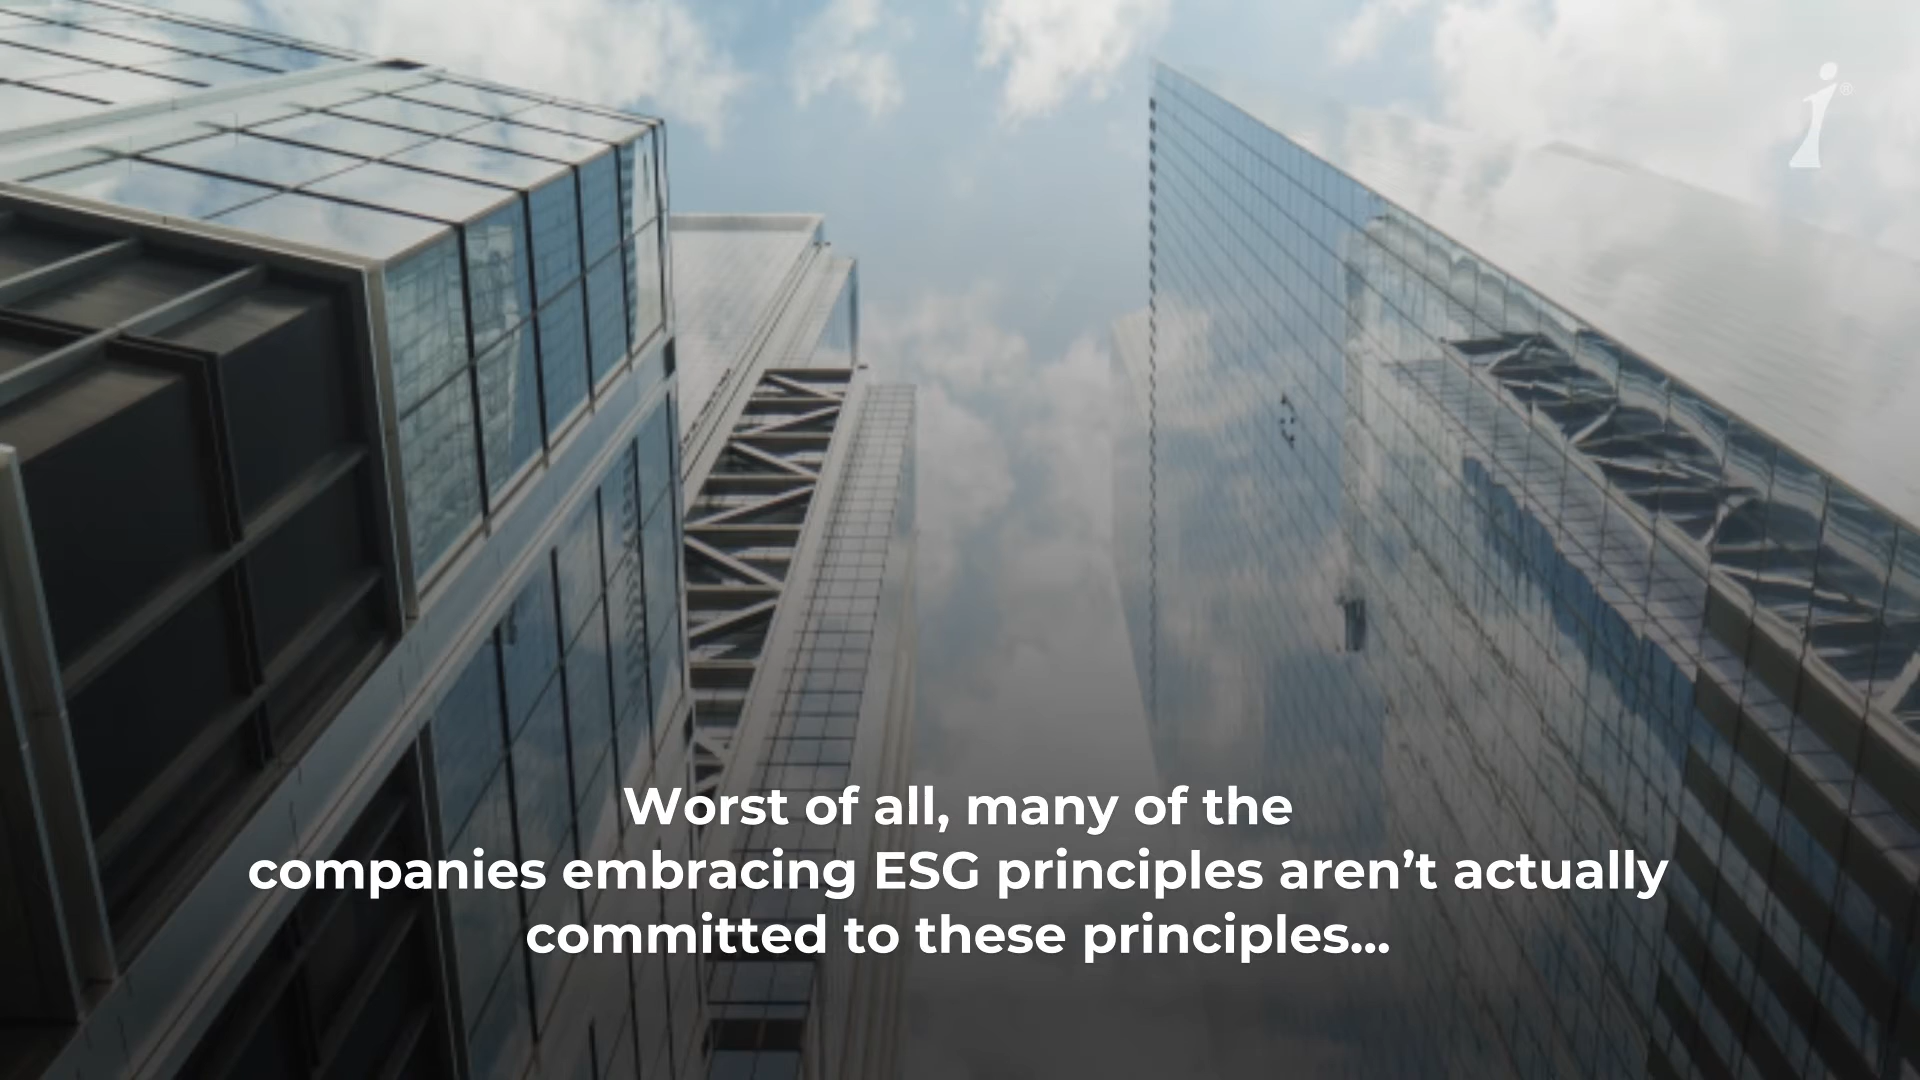 i®
Worst of all, many of the
companies embracing ESG principles aren’t actually
committed to these principles...